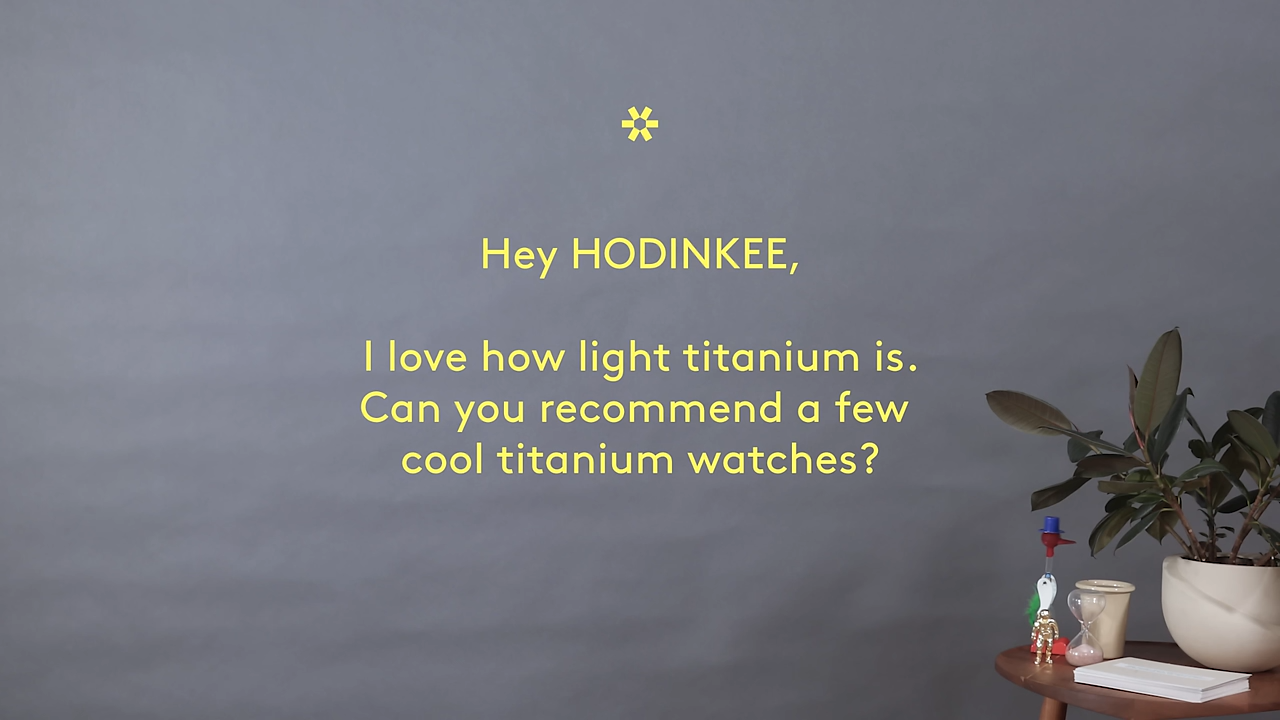 Hey HODINKEE,
I love how light titanium is.
Can you recommend a few
cool titanium watches?